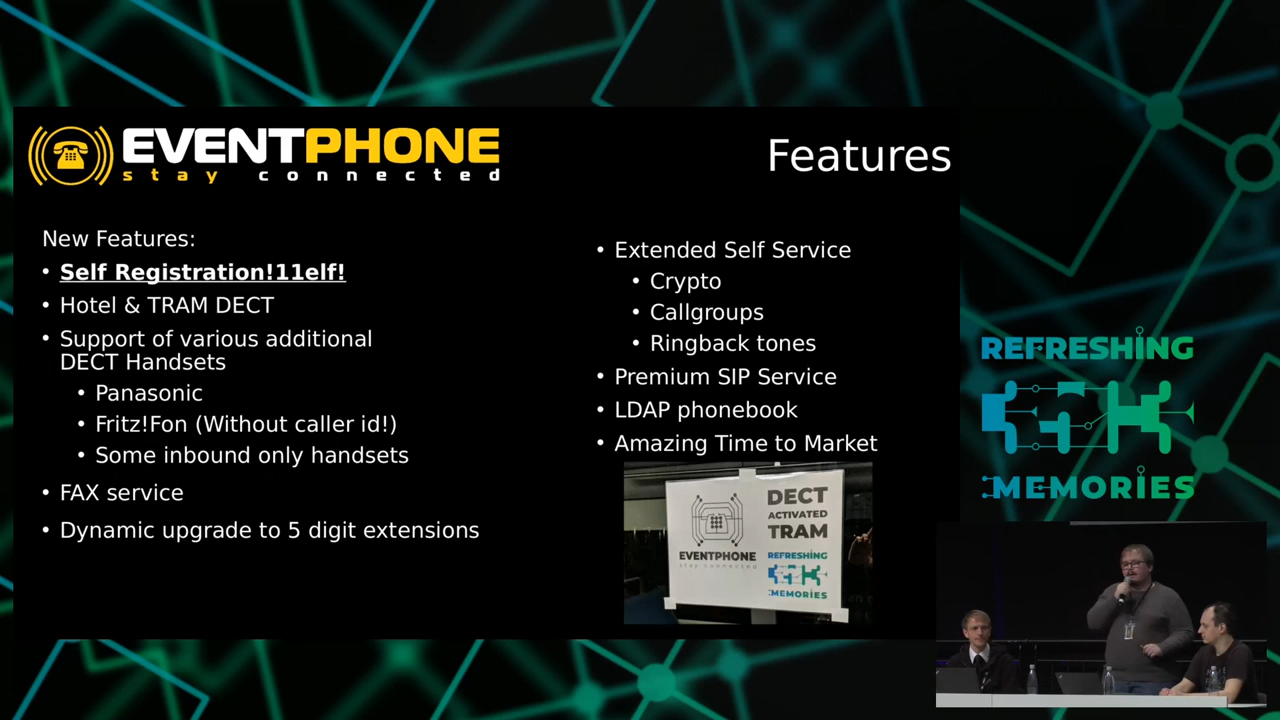 EVENTPHONE
stay connected
Features
New Features:
• Self Registration!11elf!
• Hotel & TRAM DECT
• Support of various additional
DECT Handsets
• Panasonic
• Fritz!Fon (Without caller id!)
• Some inbound only handsets
• FAX service
• Dynamic upgrade to 5 digit extensions
• Extended Self Service
• Crypto
• Callgroups
• Ringback tones
• Premium SIP Service
• LDAP phonebook
• Amazing Time to Market
EVENTPHONE
stay connected
DECT
ACTIVATED
TRAM
REFRESHING
MEMORIES
REFRESHING
MEMORIES